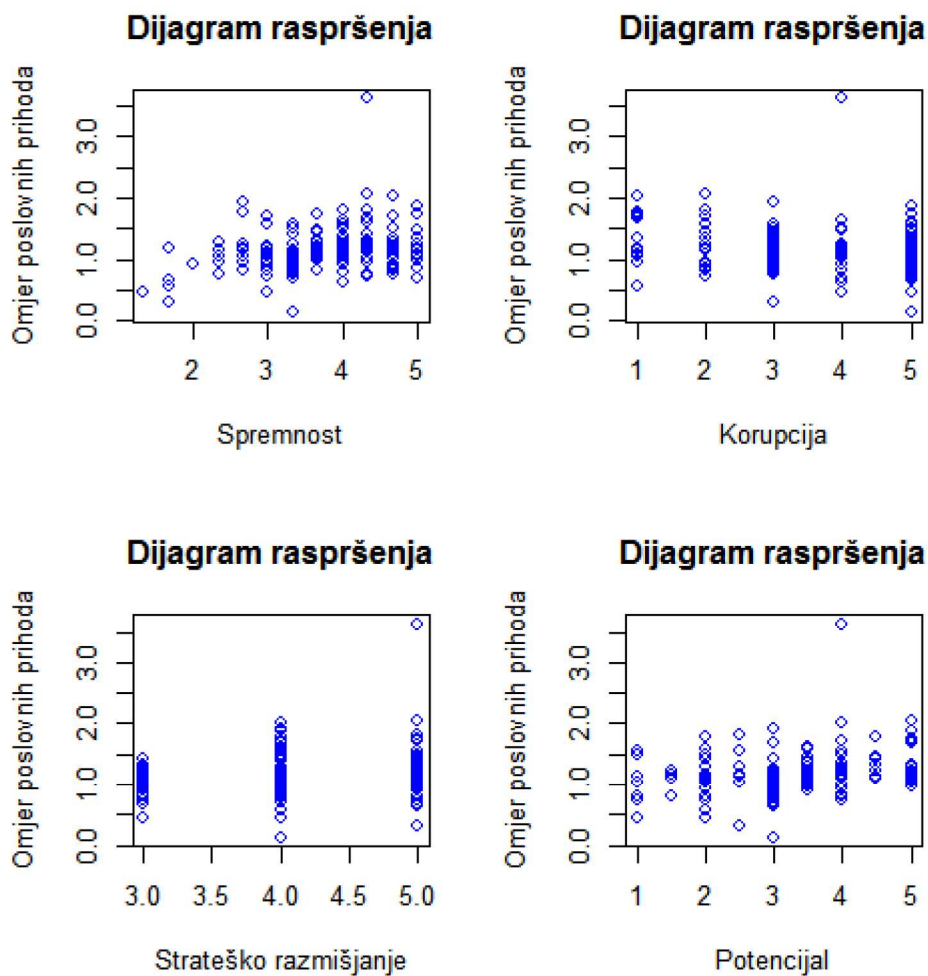 Dijagram raspršenja
Omjer poslovnih prihoda
0.0 1.0 2.0 3.0
2 3 4 5
Spremnost
Dijagram raspršenja
Omjer poslovnih prihoda
0.0 1.0 2.0 3.0
1 2 3 4 5
Korupcija
Dijagram raspršenja
Omjer poslovnih prihoda
0.0 1.0 2.0 3.0
3.0 3.5 4.0 4.5 5.0
Strateško razmišjanje
Dijagram raspršenja
Omjer poslovnih prihoda
0.0 1.0 2.0 3.0
1 2 3 4 5
Potencijal